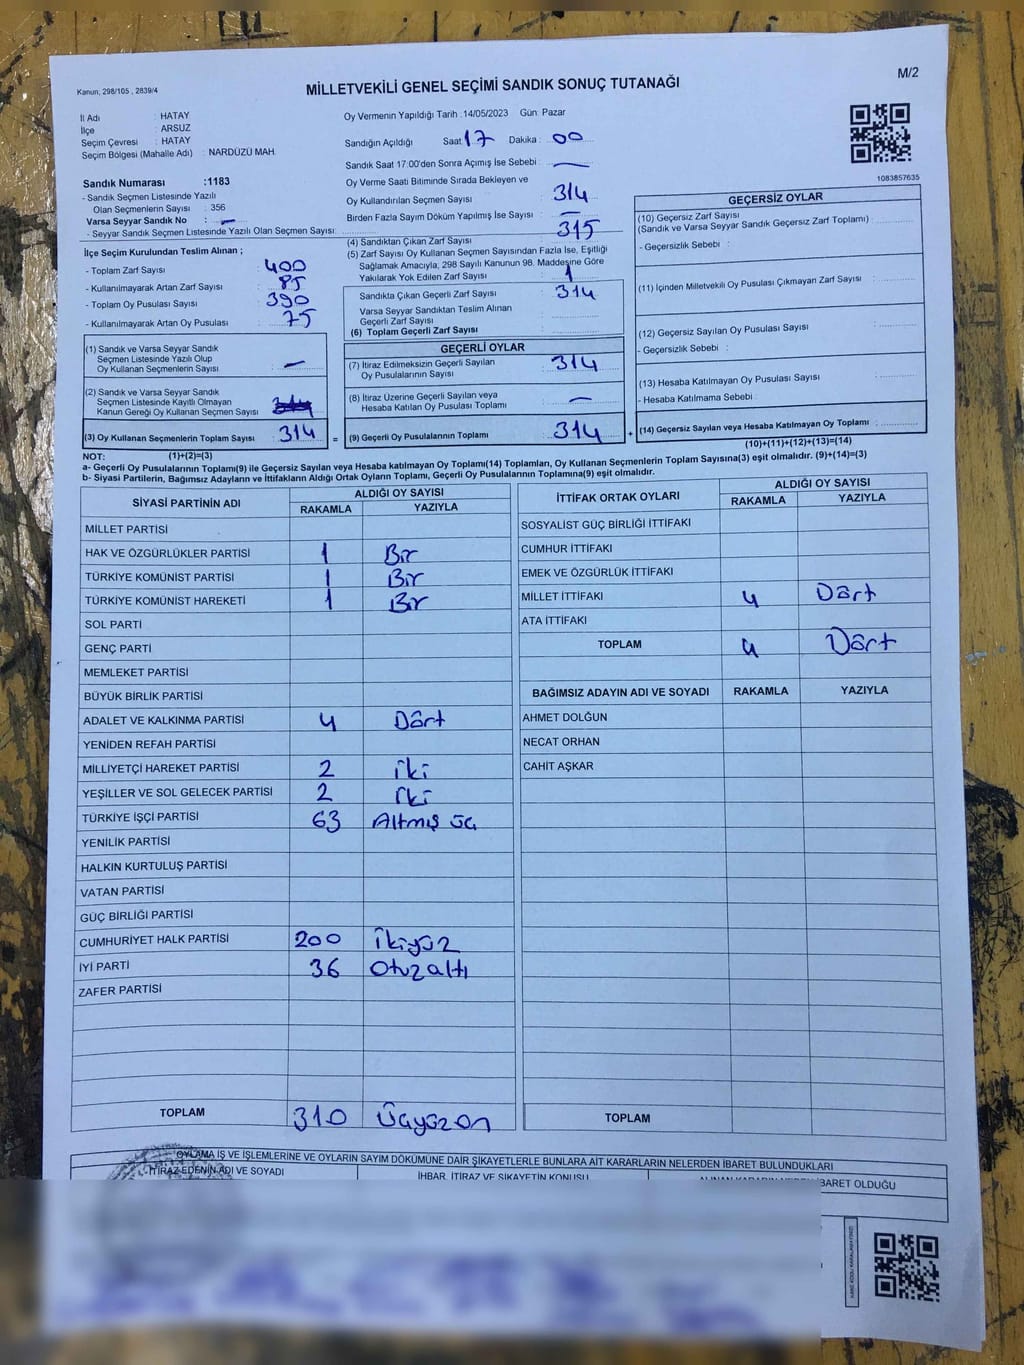 Kanun; 298/105 , 2839/4
MİLLETVEKİLİ GENEL SEÇİMİ SANDIK SONUÇ TUTANAĞI
M/2
İl Adı : HATAY
İlçe : ARSUZ
Seçim Çevresi : HATAY
Seçim Bölgesi (Mahalle Adı) : NARDÜZÜ MAH.
Oy Vermenin Yapıldığı Tarih :14/05/2023 Gün: Pazar
Sandığın Açıldığı Saat: 17 Dakika : 00
Sandık Saat 17:00'den Sonra Açılmış İse Sebebi : —
Sandık Numarası :1183
- Sandık Seçmen Listesinde Yazılı
Olan Seçmenlerin Sayısı : 356
Varsa Seyyar Sandık No : —
- Seyyar Sandık Seçmen Listesinde Yazılı Olan Seçmen Sayısı:
Oy Verme Saati Bitiminde Sırada Bekleyen ve
Oy Kullandırılan Seçmen Sayısı : 314
Birden Fazla Sayım Döküm Yapılmış İse Sayısı : —
(4) Sandıktan Çıkan Zarf Sayısı : 315
(5) Zarf Sayısı Oy Kullanan Seçmen Sayısından Fazla İse, Eşitliği
Sağlamak Amacıyla, 298 Sayılı Kanunun 98. Maddesine Göre
Yakılarak Yok Edilen Zarf Sayısı : 1
1083857635
İlçe Seçim Kurulundan Teslim Alınan ;
- Toplam Zarf Sayısı : 400
- Kullanılmayarak Artan Zarf Sayısı : 85
- Toplam Oy Pusulası Sayısı : 390
- Kullanılmayarak Artan Oy Pusulası : 75
Sandıkta Çıkan Geçerli Zarf Sayısı : 314
Varsa Seyyar Sandıktan Teslim Alınan
Geçerli Zarf Sayısı :
(6) Toplam Geçerli Zarf Sayısı :
GEÇERSİZ OYLAR
(10) Geçersiz Zarf Sayısı
(Sandık ve Varsa Seyyar Sandık Geçersiz Zarf Toplamı) :
- Geçersizlik Sebebi :
(11) İçinden Milletvekili Oy Pusulası Çıkmayan Zarf Sayısı :
(12) Geçersiz Sayılan Oy Pusulası Sayısı :
- Geçersizlik Sebebi :
(13) Hesaba Katılmayan Oy Pusulası Sayısı :
- Hesaba Katılmama Sebebi :
(14) Geçersiz Sayılan veya Hesaba Katılmayan Oy Toplamı :
(10)+(11)+(12)+(13)=(14)
(1) Sandık ve Varsa Seyyar Sandık
Seçmen Listesinde Yazılı Olup
Oy Kullanan Seçmenlerin Sayısı : —
(2) Sandık ve Varsa Seyyar Sandık
Seçmen Listesinde Kayıtlı Olmayan
Kanun Gereği Oy Kullanan Seçmen Sayısı :
(3) Oy Kullanan Seçmenlerin Toplam Sayısı : 314 =
(1)+(2)=(3)
GEÇERLİ OYLAR
(7) İtiraz Edilmeksizin Geçerli Sayılan
Oy Pusulalarının Sayısı : 314
(8) İtiraz Üzerine Geçerli Sayılan veya
Hesaba Katılan Oy Pusulası Toplamı : —
(9) Geçerli Oy Pusulalarının Toplamı : 314 +
NOT:
a- Geçerli Oy Pusulalarının Toplamı(9) ile Geçersiz Sayılan veya Hesaba katılmayan Oy Toplamı(14) Toplamları, Oy Kullanan Seçmenlerin Toplam Sayısına(3) eşit olmalıdır. (9)+(14)=(3)
b- Siyasi Partilerin, Bağımsız Adayların ve İttifakların Aldığı Ortak Oyların Toplamı, Geçerli Oy Pusulalarının Toplamına(9) eşit olmalıdır.
SİYASİ PARTİNİN ADI ALDIĞI OY SAYISI
RAKAMLA YAZIYLA
MİLLET PARTİSİ
HAK VE ÖZGÜRLÜKLER PARTİSİ 1 Bir
TÜRKİYE KOMÜNİST PARTİSİ 1 Bir
TÜRKİYE KOMÜNİST HAREKETİ 1 Bir
SOL PARTİ
GENÇ PARTİ
MEMLEKET PARTİSİ
BÜYÜK BİRLİK PARTİSİ
ADALET VE KALKINMA PARTİSİ 4 Dört
YENİDEN REFAH PARTİSİ
MİLLİYETÇİ HAREKET PARTİSİ 2 iki
YEŞİLLER VE SOL GELECEK PARTİSİ 2 iki
TÜRKİYE İŞÇİ PARTİSİ 63 Altmış üç
YENİLİK PARTİSİ
HALKIN KURTULUŞ PARTİSİ
VATAN PARTİSİ
GÜÇ BİRLİĞİ PARTİSİ
CUMHURİYET HALK PARTİSİ 200 İkiyüz
İYİ PARTİ 36 Otuzaltı
ZAFER PARTİSİ
TOPLAM 310 Üçyüzon
İTTİFAK ORTAK OYLARI ALDIĞI OY SAYISI
RAKAMLA YAZIYLA
SOSYALİST GÜÇ BİRLİĞİ İTTİFAKI
CUMHUR İTTİFAKI
EMEK VE ÖZGÜRLÜK İTTİFAKI
MİLLET İTTİFAKI 4 Dört
ATA İTTİFAKI
TOPLAM 4 Dört
BAĞIMSIZ ADAYIN ADI VE SOYADI RAKAMLA YAZIYLA
AHMET DOLĞUN
NECAT ORHAN
CAHİT AŞKAR
TOPLAM
OYLAMA İŞ VE İŞLEMLERİNE VE OYLARIN SAYIM DÖKÜMÜNE DAİR ŞİKAYETLERLE BUNLARA AİT KARARLARIN NELERDEN İBARET BULUNDUKLARI
İTİRAZ EDENİN ADI VE SOYADI İHBAR, İTİRAZ VE ŞİKAYETİN KONUSU ALINAN KARARIN NEDEN İBARET OLDUĞU